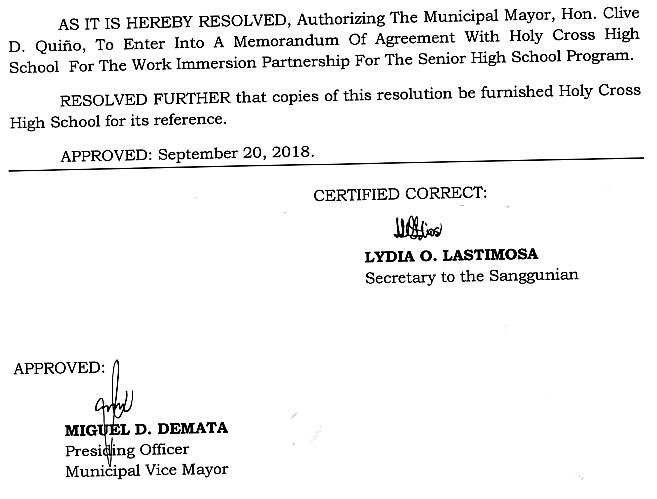 AS IT IS HEREBY RESOLVED, Authorizing The Municipal Mayor, Hon. Clive
D. Quiño, To Enter Into A Memorandum Of Agreement With Holy Cross High
School For The Work Immersion Partnership For The Senior High School Program.
RESOLVED FURTHER that copies of this resolution be furnished Holy Cross
High School for its reference.
APPROVED: September 20, 2018.
CERTIFIED CORRECT:
LYDIA O. LASTIMOSA
Secretary to the Sanggunian
APPROVED:
MIGUEL D. DEMATA
Presiding Officer
Municipal Vice Mayor